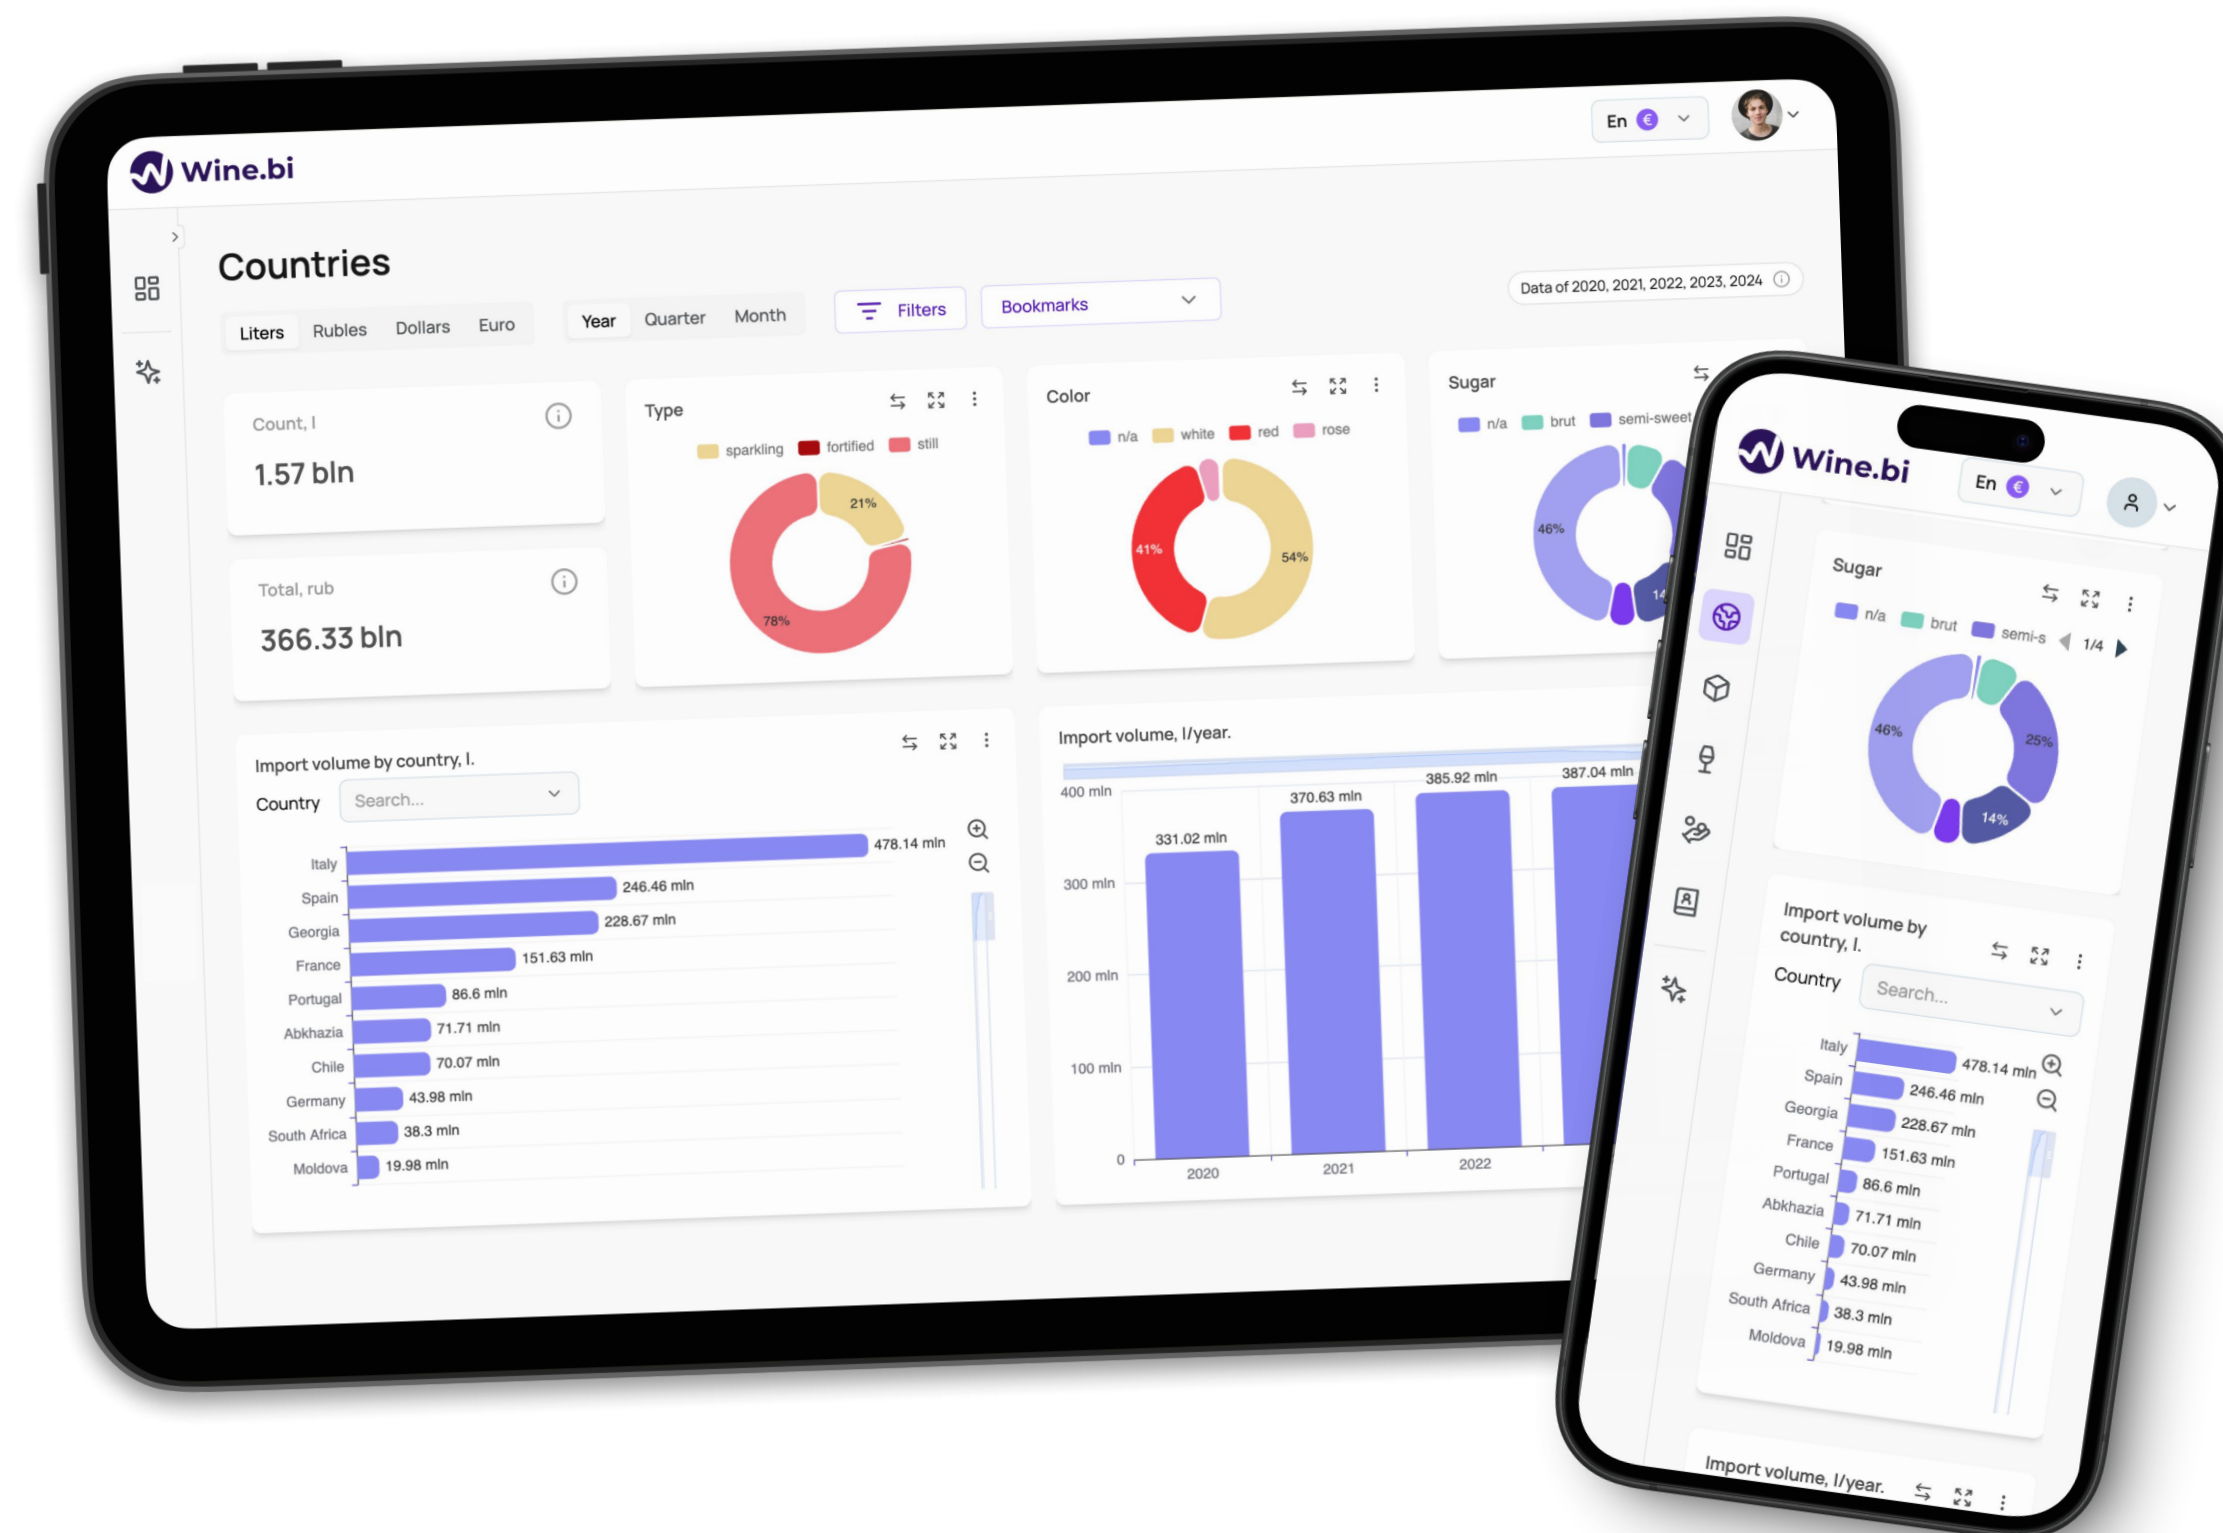 Wine.bi
En €
Countries
Liters Rubles Dollars Euro
Year Quarter Month
Filters
Bookmarks
Data of 2020, 2021, 2022, 2023, 2024
Count, l
1.57 bln
Total, rub
366.33 bln
Type
sparkling fortified still
21%
78%
Color
n/a white red rose
41%
54%
Sugar
n/a brut semi-sweet
46%
14
Import volume by country, l.
Country Search...
Italy 478.14 mln
Spain 246.46 mln
Georgia 228.67 mln
France 151.63 mln
Portugal 86.6 mln
Abkhazia 71.71 mln
Chile 70.07 mln
Germany 43.98 mln
South Africa 38.3 mln
Moldova 19.98 mln
Import volume, l/year.
400 mln
300 mln
200 mln
100 mln
0
331.02 mln
370.63 mln
385.92 mln
387.04 mln
2020 2021 2022
Wine.bi
En €
Sugar
n/a brut semi-s 1/4
46%
25%
14%
Import volume by
country, l.
Country Search...
Italy 478.14 mln
Spain 246.46 mln
Georgia 228.67 mln
France 151.63 mln
Portugal 86.6 mln
Abkhazia 71.71 mln
Chile 70.07 mln
Germany 43.98 mln
South Africa 38.3 mln
Moldova 19.98 mln
Import volume, l/year.